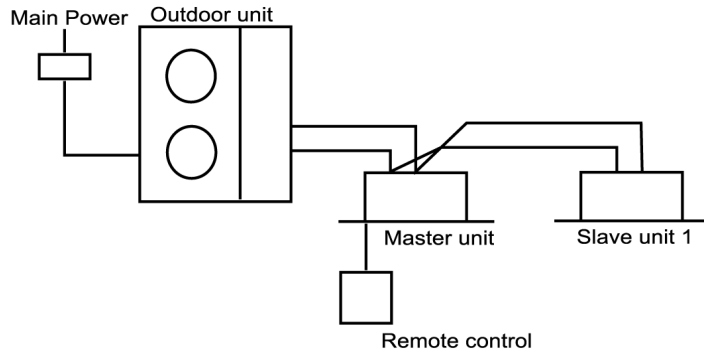 Main Power
Outdoor unit
Master unit
Slave unit 1
Remote control